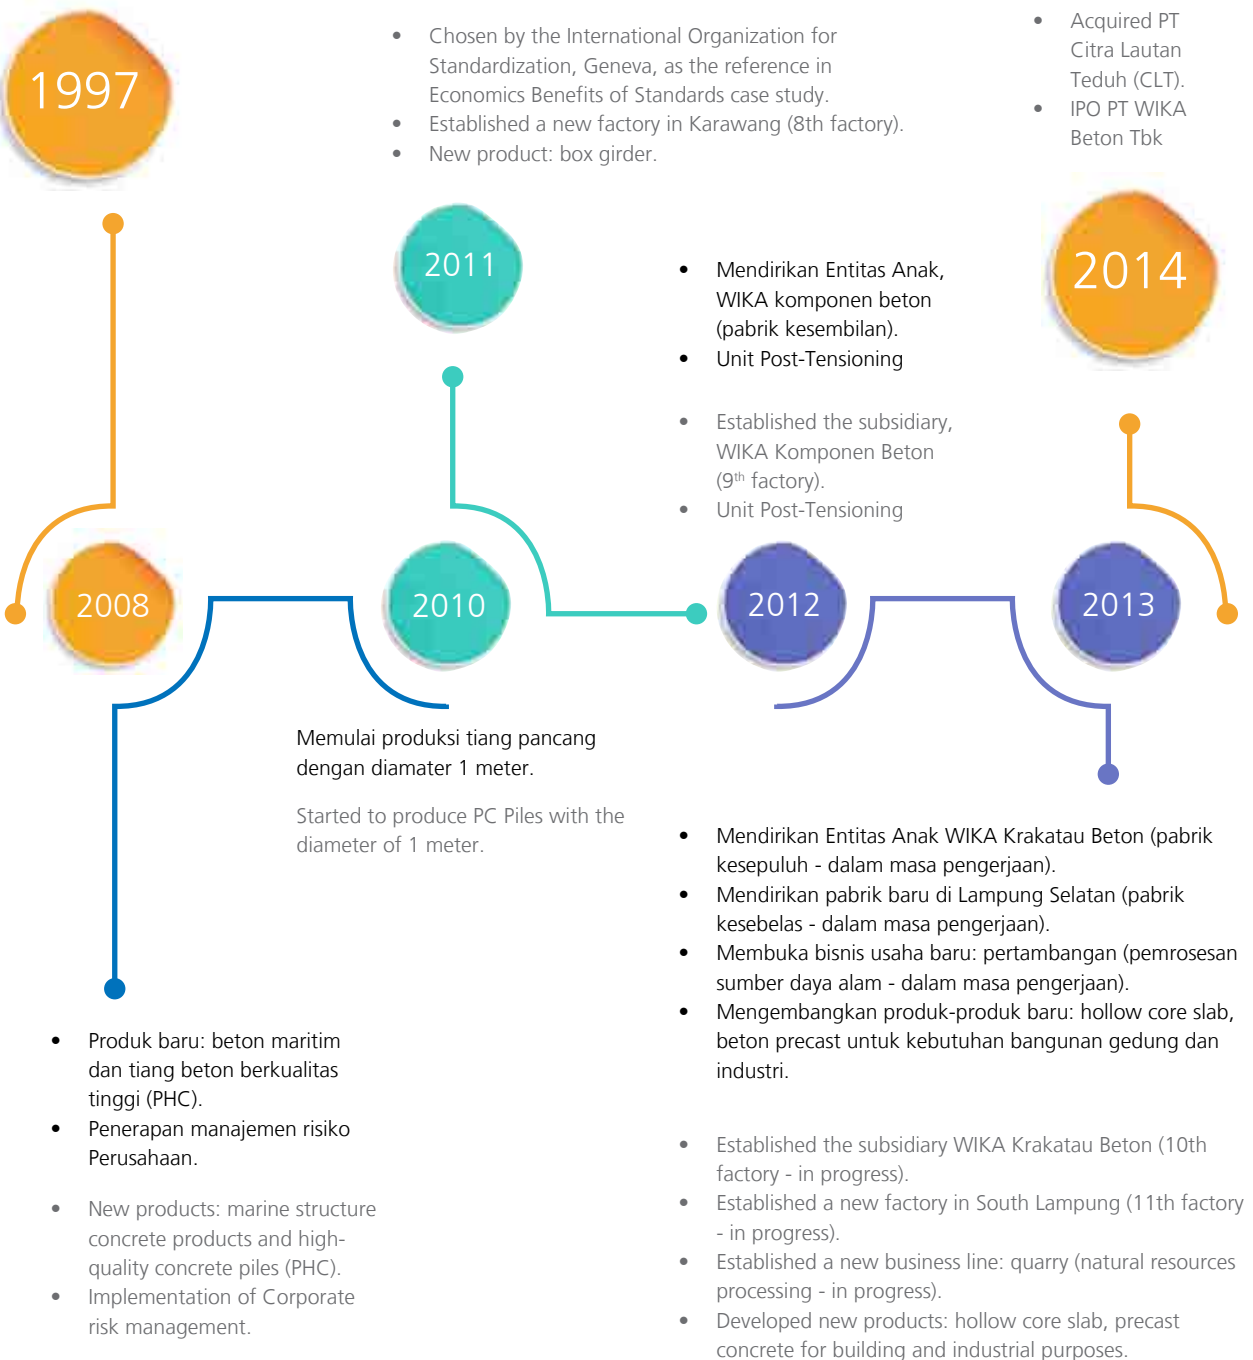 1997
• Chosen by the International Organization for
Standardization, Geneva, as the reference in
Economics Benefits of Standards case study.
• Established a new factory in Karawang (8th factory).
• New product: box girder.
2011
• Acquired PT
Citra Lautan
Teduh (CLT).
• IPO PT WIKA
Beton Tbk
2014
• Mendirikan Entitas Anak,
WIKA komponen beton
(pabrik kesembilan).
• Unit Post-Tensioning
• Established the subsidiary,
WIKA Komponen Beton
(9th factory).
• Unit Post-Tensioning
2008
2010
2012
2013
Memulai produksi tiang pancang
dengan diamater 1 meter.
Started to produce PC Piles with the
diameter of 1 meter.
• Produk baru: beton maritim
dan tiang beton berkualitas
tinggi (PHC).
• Penerapan manajemen risiko
Perusahaan.
• New products: marine structure
concrete products and high-
quality concrete piles (PHC).
• Implementation of Corporate
risk management.
• Mendirikan Entitas Anak WIKA Krakatau Beton (pabrik
kesepuluh - dalam masa pengerjaan).
• Mendirikan pabrik baru di Lampung Selatan (pabrik
kesebelas - dalam masa pengerjaan).
• Membuka bisnis usaha baru: pertambangan (pemrosesan
sumber daya alam - dalam masa pengerjaan).
• Mengembangkan produk-produk baru: hollow core slab,
beton precast untuk kebutuhan bangunan gedung dan
industri.
• Established the subsidiary WIKA Krakatau Beton (10th
factory - in progress).
• Established a new factory in South Lampung (11th factory
- in progress).
• Established a new business line: quarry (natural resources
processing - in progress).
• Developed new products: hollow core slab, precast
concrete for building and industrial purposes.